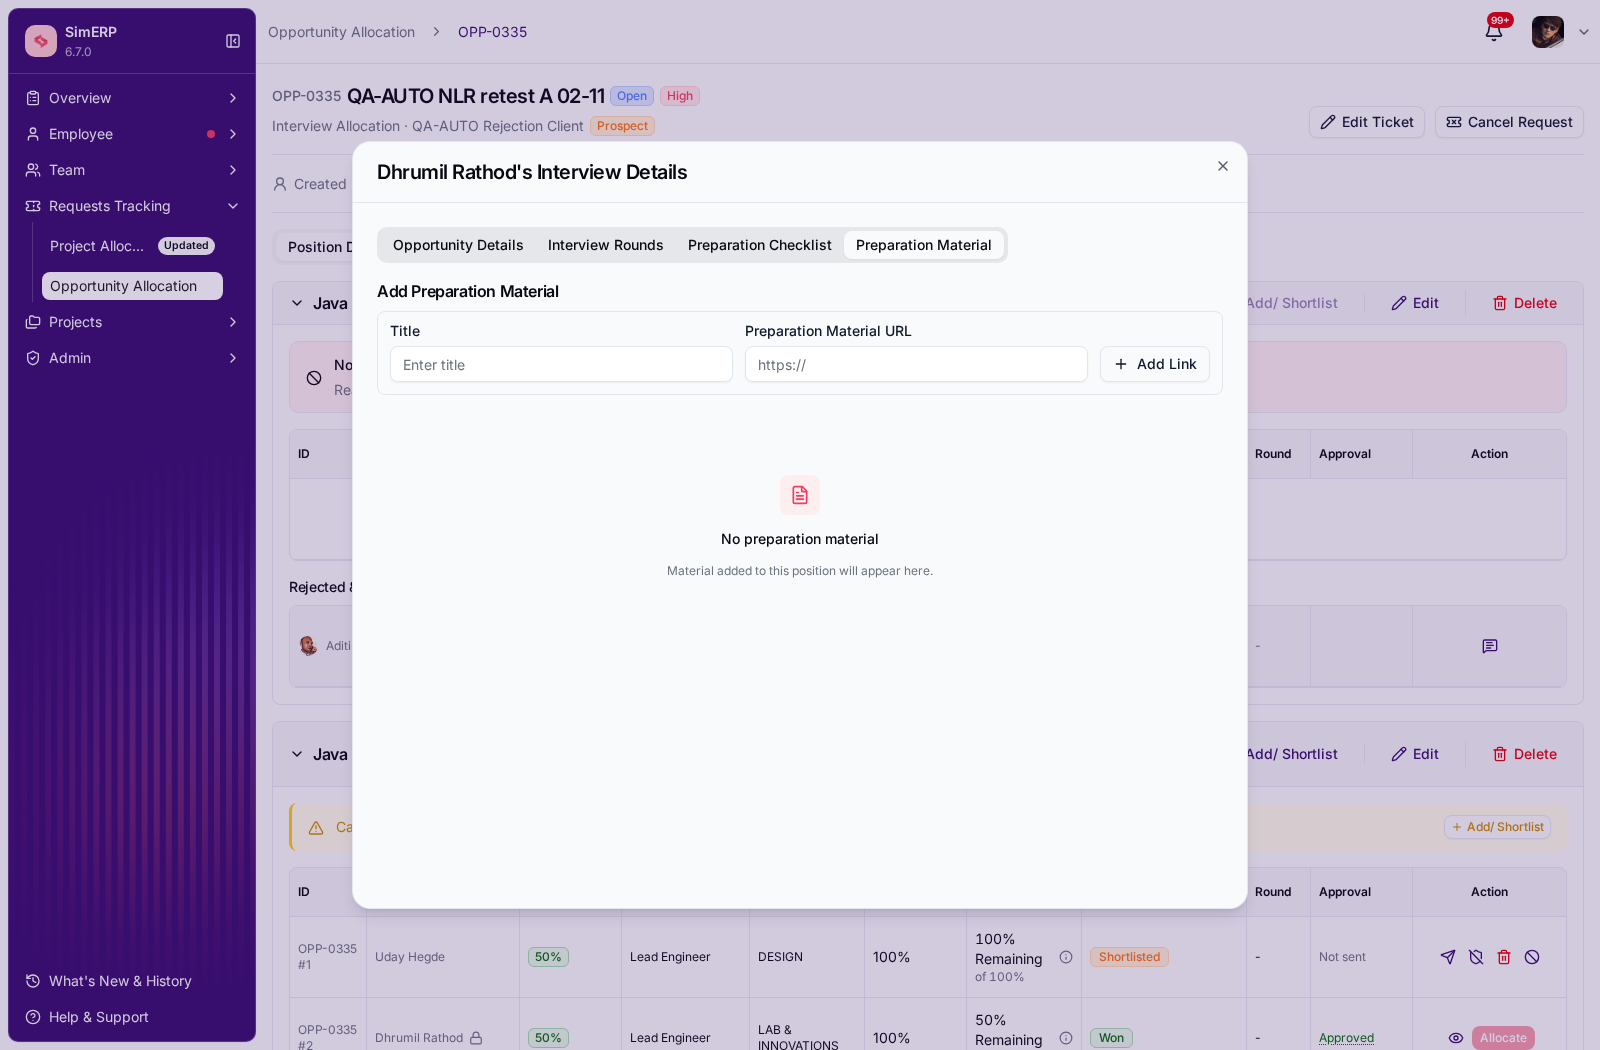 SimERP
6.7.0
Overview
Employee
Team
Requests Tracking
Project Alloc... Updated
Opportunity Allocation
Projects
Admin
What's New & History
Help & Support
Opportunity Allocation OPP-0335
99+
OPP-0335 QA-AUTO NLR retest A 02-11 Open High
Interview Allocation · QA-AUTO Rejection Client Prospect
Edit Ticket Cancel Request
Created
Position D
Java Add/ Shortlist Edit Delete
No
Re
ID Round Approval Action
Rejected &
Aditi -
Java Add/ Shortlist Edit Delete
Ca + Add/ Shortlist
ID Round Approval Action
OPP-0335 #1 Uday Hegde 50% Lead Engineer DESIGN 100% 100% Remaining of 100% Shortlisted - Not sent
OPP-0335 #2 Dhrumil Rathod 50% Lead Engineer LAB & INNOVATIONS 100% 50% Remaining Won - Approved Allocate
Dhrumil Rathod's Interview Details
Opportunity Details Interview Rounds Preparation Checklist Preparation Material
Add Preparation Material
Title Preparation Material URL
Enter title https:// + Add Link
No preparation material
Material added to this position will appear here.